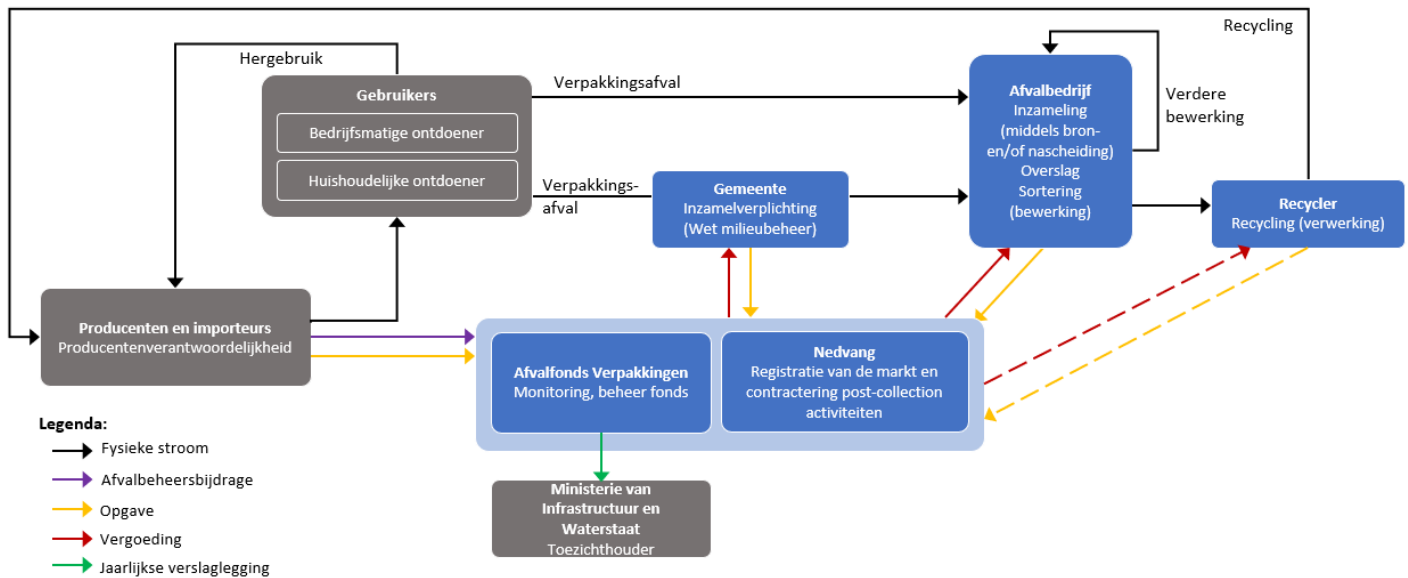 Recycling
Hergebruik
Gebruikers
Bedrijfsmatige ontdoener
Huishoudelijke ontdoener
Verpakkingsafval
Verpakkings-
afval
Gemeente
Inzamelverplichting
(Wet milieubeheer)
Afvalbedrijf
Inzameling
(middels bron-
en/of nascheiding)
Overslag
Sortering
(bewerking)
Verdere
bewerking
Recycler
Recycling (verwerking)
Producenten en importeurs
Producentenverantwoordelijkheid
Afvalfonds Verpakkingen
Monitoring, beheer fonds
Nedvang
Registratie van de markt en
contractering post-collection
activiteiten
Ministerie van
Infrastructuur en
Waterstaat
Toezichthouder
Legenda:
Fysieke stroom
Afvalbeheersbijdrage
Opgave
Vergoeding
Jaarlijkse verslaglegging